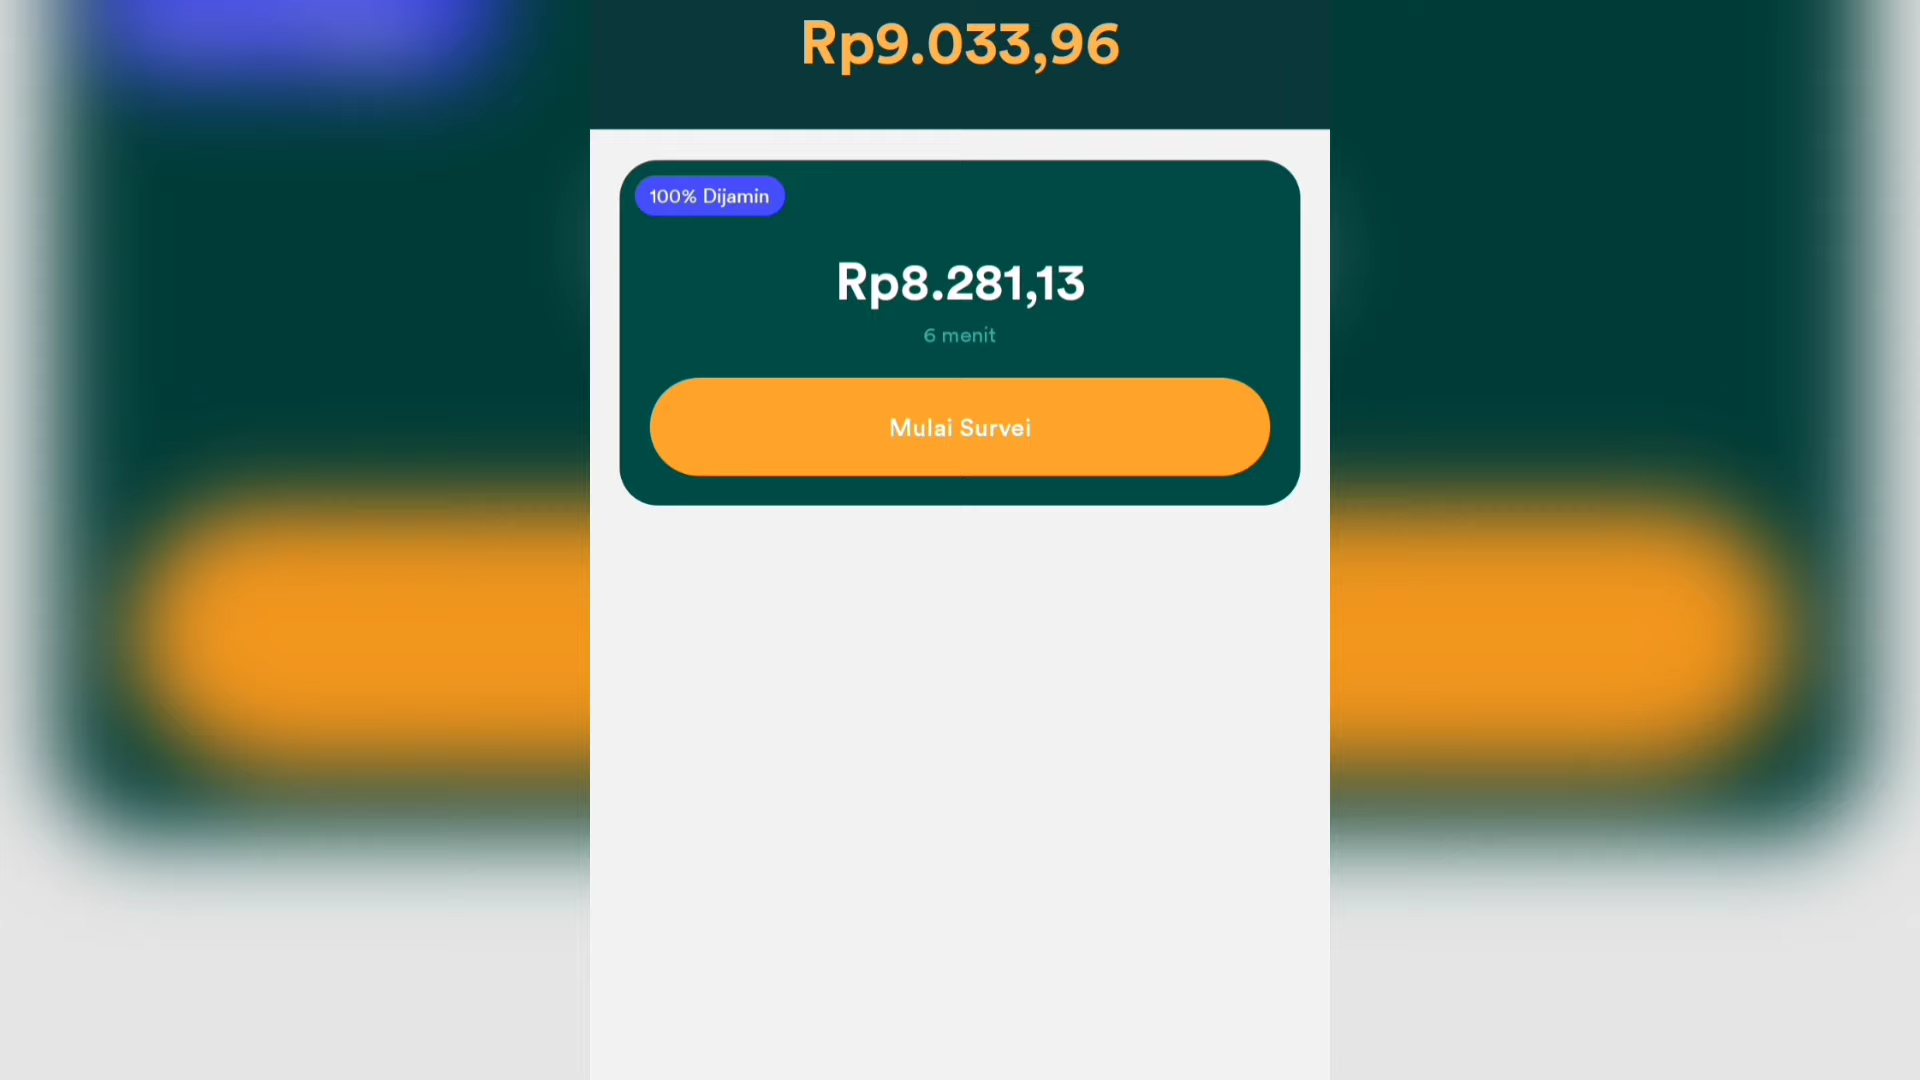 Rp9.033,96
100% Dijamin
Rp8.281,13
6 menit
Mulai Survei